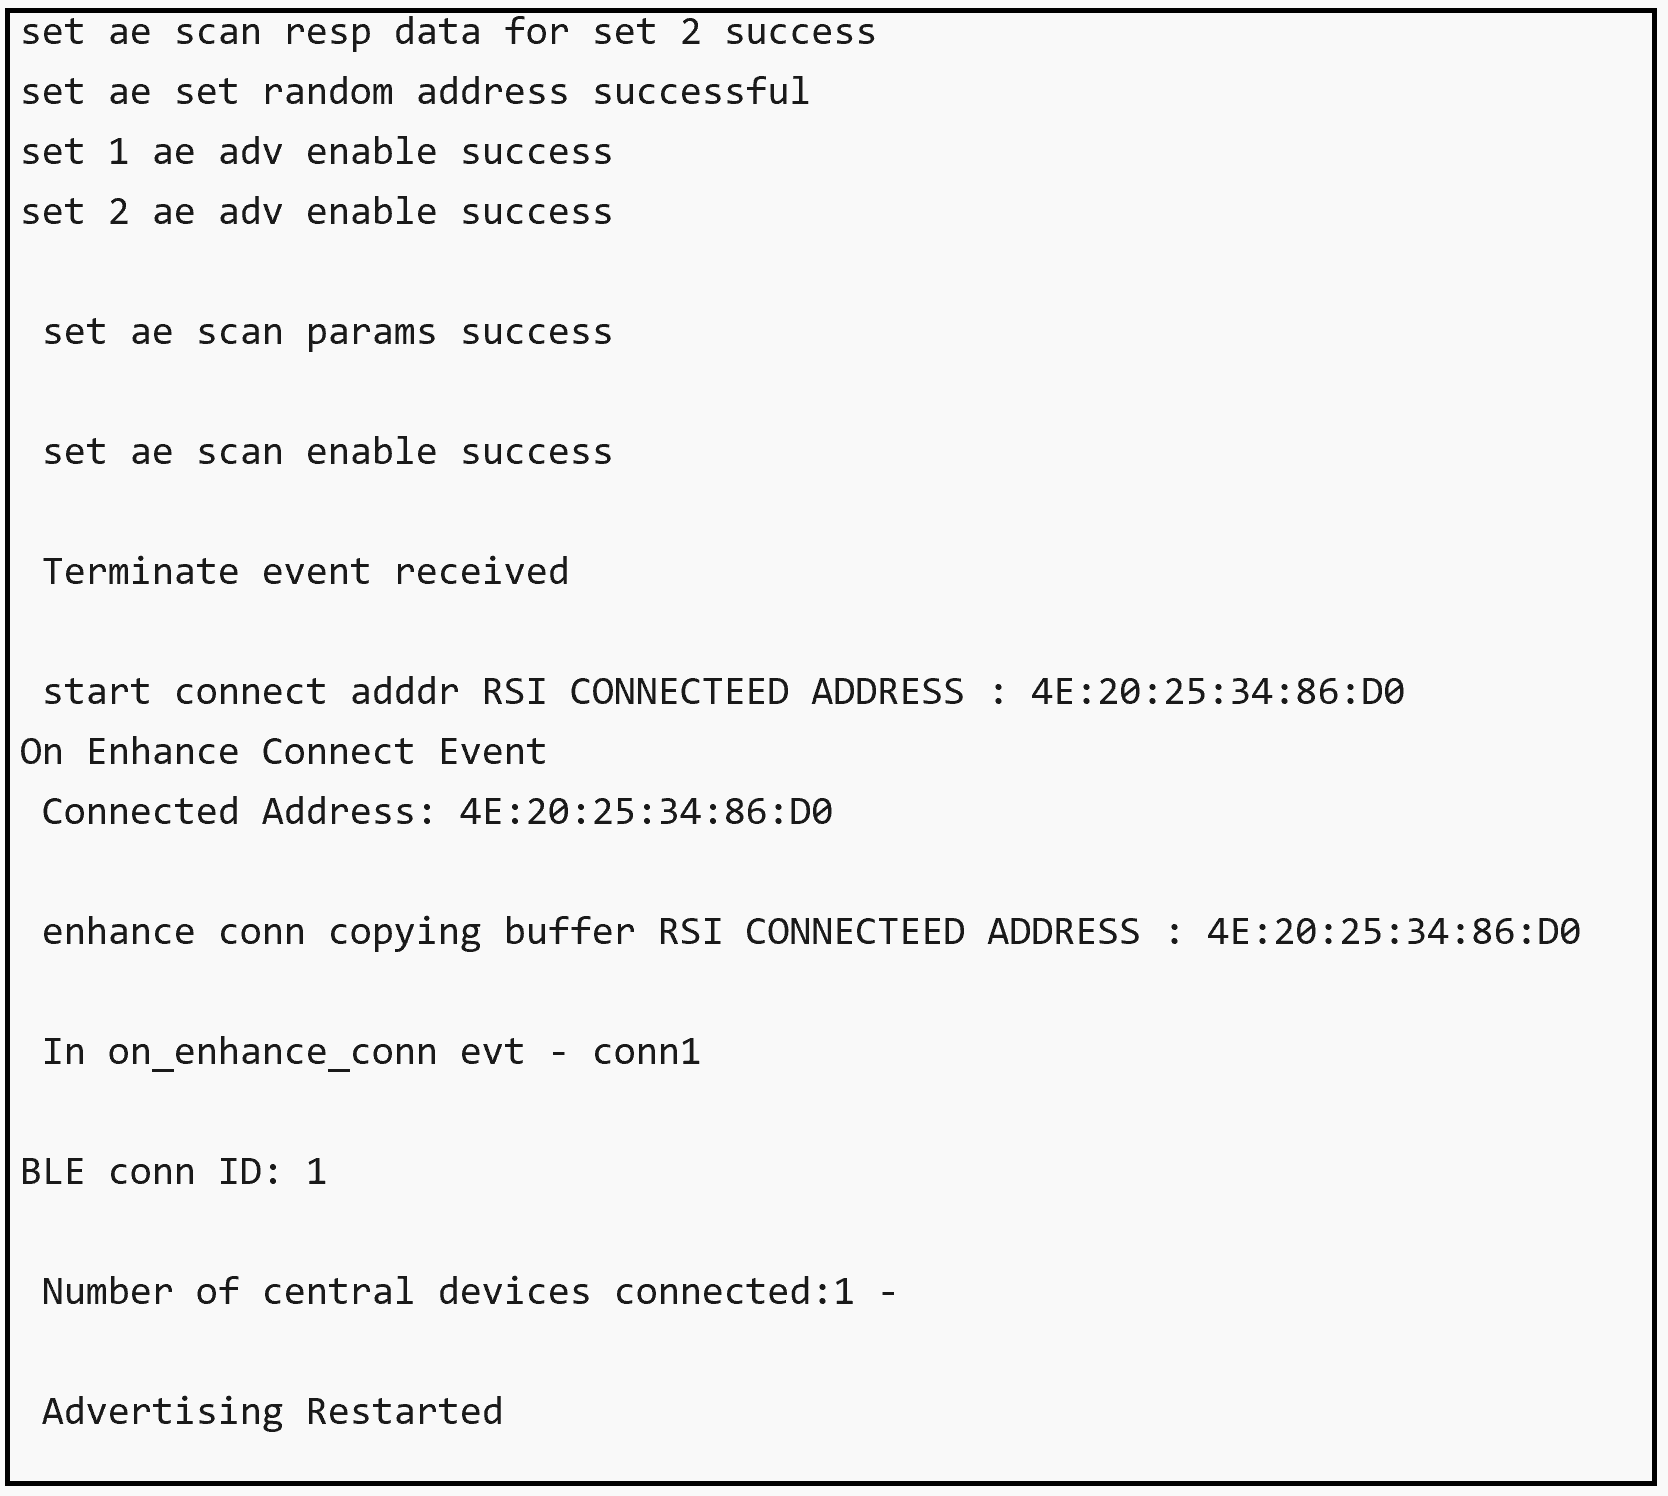 set ae scan resp data for set 2 success
set ae set random address successful
set 1 ae adv enable success
set 2 ae adv enable success
set ae scan params success
set ae scan enable success
Terminate event received
start connect adddr RSI CONNECTEED ADDRESS : 4E:20:25:34:86:D0
On Enhance Connect Event
Connected Address: 4E:20:25:34:86:D0
enhance conn copying buffer RSI CONNECTEED ADDRESS : 4E:20:25:34:86:D0
In on_enhance_conn evt - conn1
BLE conn ID: 1
Number of central devices connected:1 -
Advertising Restarted